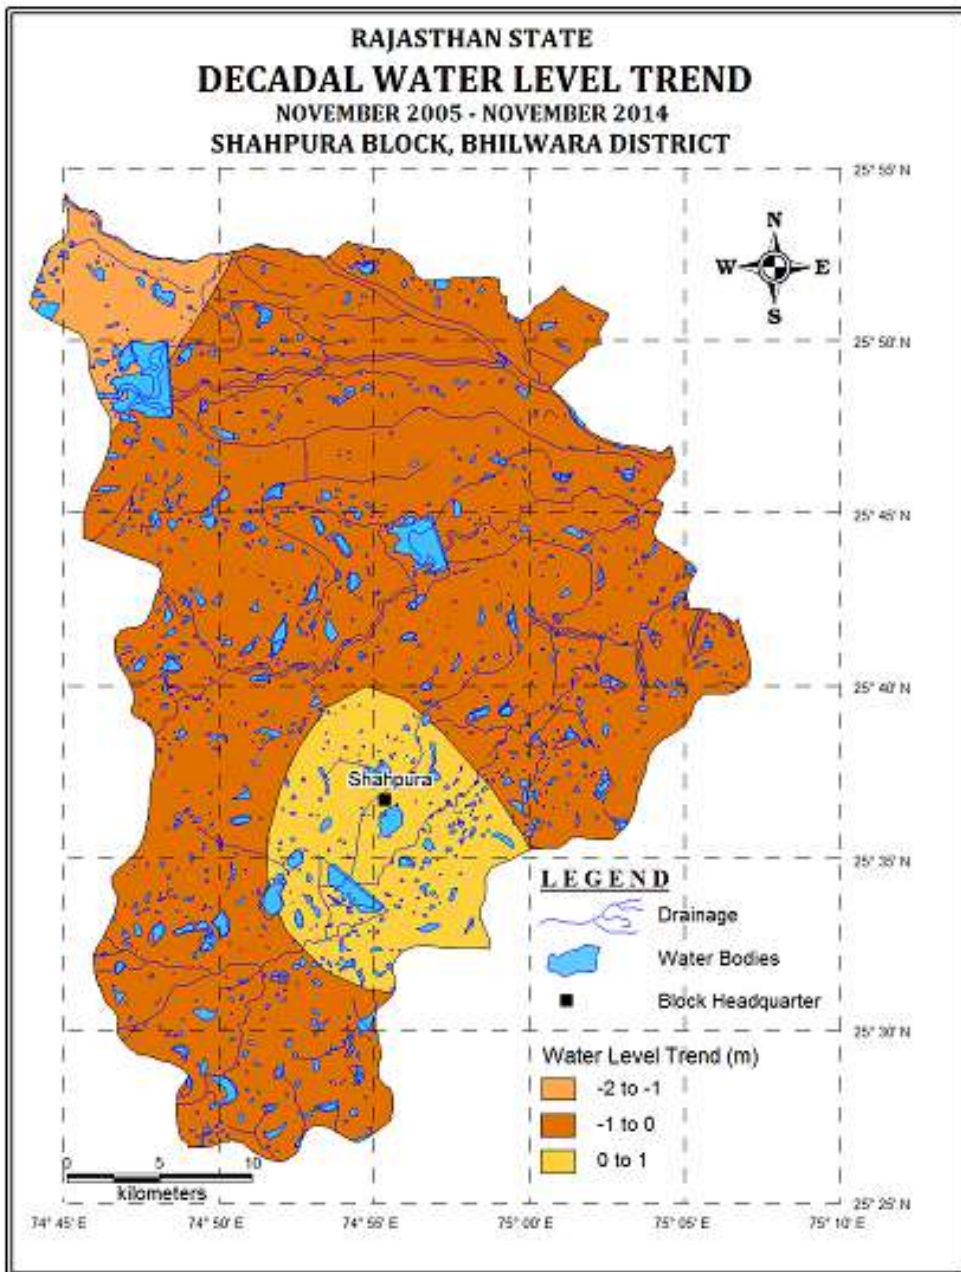 RAJASTHAN STATE
DECADAL WATER LEVEL TREND
NOVEMBER 2005 - NOVEMBER 2014
SHAHPURA BLOCK, BHILWARA DISTRICT
25° 55' N
N
W E
S
25° 50' N
25° 45' N
25° 40' N
Shahpura
25° 35' N
LEGEND
Drainage
Water Bodies
Block Headquarter
25° 30' N
Water Level Trend (m)
-2 to -1
-1 to 0
0 to 1
0 5 10
kilometers
25° 25' N
74° 45' E 74° 50' E 74° 55' E 75° 00' E 75° 05' E 75° 10' E